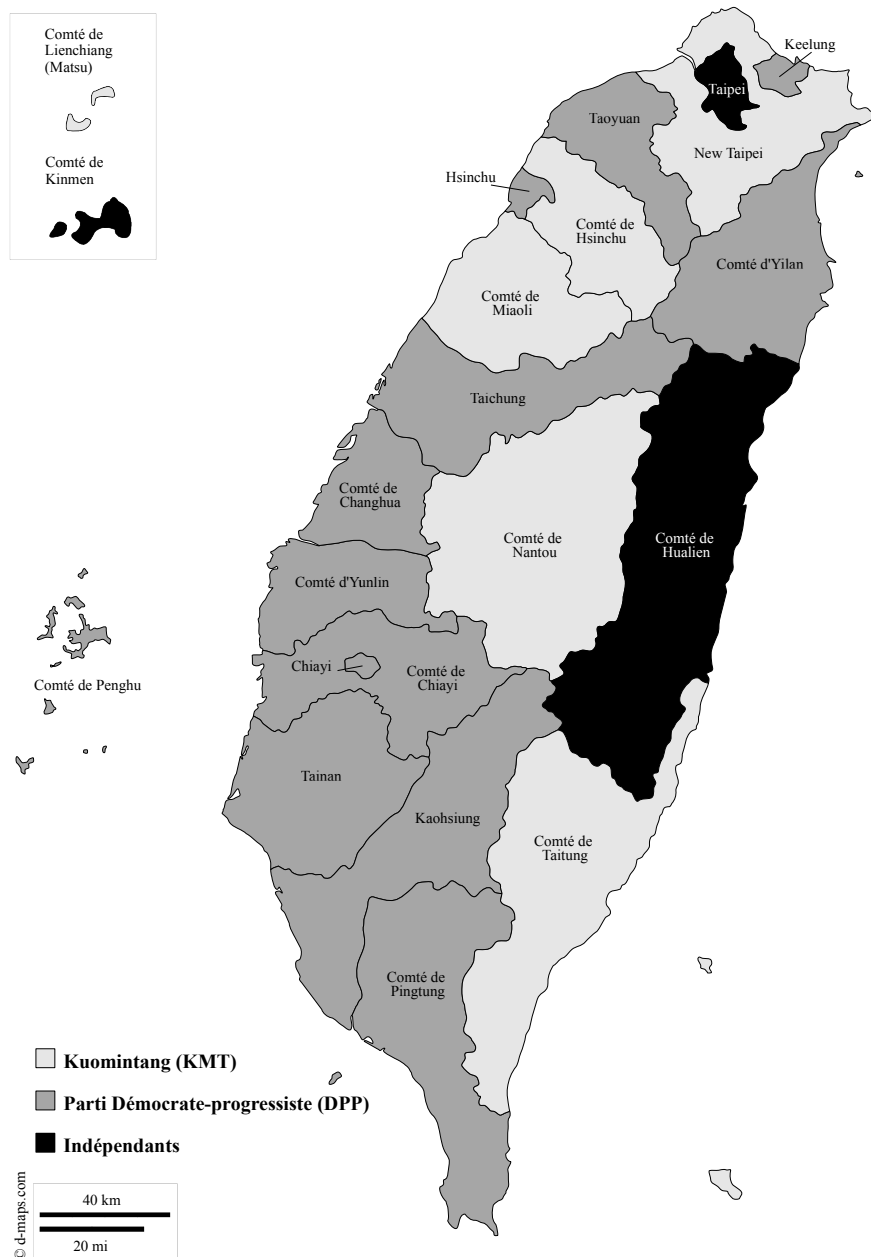 Comté de
Lienchiang
(Matsu)
Comté de
Kinmen
Keelung
Taipei
Taoyuan
New Taipei
Hsinchu
Comté de
Hsinchu
Comté d'Yilan
Comté de
Miaoli
Taichung
Comté de
Changhua
Comté de
Nantou
Comté de
Hualien
Comté d'Yunlin
Chiayi
Comté de
Chiayi
Comté de Penghu
Tainan
Kaohsiung
Comté de
Taitung
Comté de
Pingtung
Kuomintang (KMT)
Parti Démocrate-progressiste (DPP)
Indépendants
40 km
20 mi
© d-maps.com